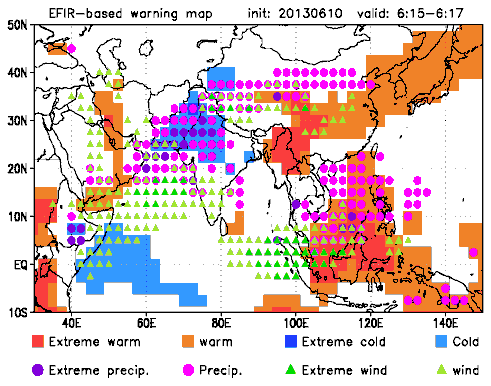 EFIR-based warning map init: 20130610 valid: 6:15-6:17
50N
40N
30N
20N
10N
EQ
10S
40E 60E 80E 100E 120E 140E
Extreme warm warm Extreme cold Cold
Extreme precip. Precip. Extreme wind wind